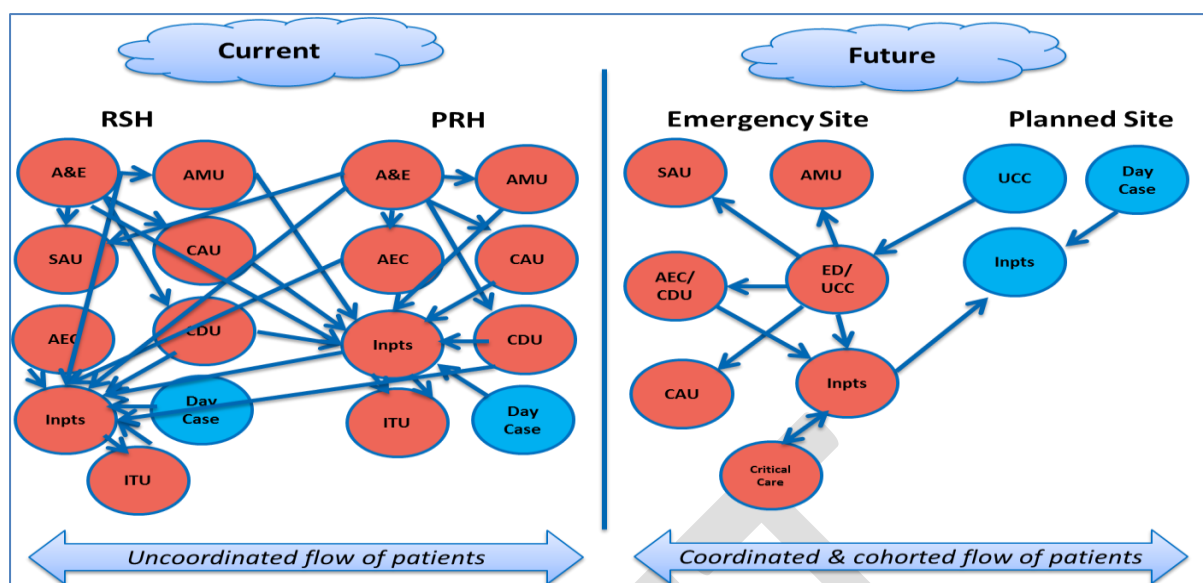 Current
Future
RSH
PRH
Emergency Site
Planned Site
A&E
AMU
A&E
AMU
SAU
AMU
UCC
Day
Case
SAU
CAU
AEC
CAU
AEC/
CDU
ED/
UCC
Inpts
AEC
CDU
Inpts
CDU
CAU
Inpts
Inpts
Day
Case
ITU
Day
Case
ITU
Critical
Care
Uncoordinated flow of patients
Coordinated & cohorted flow of patients